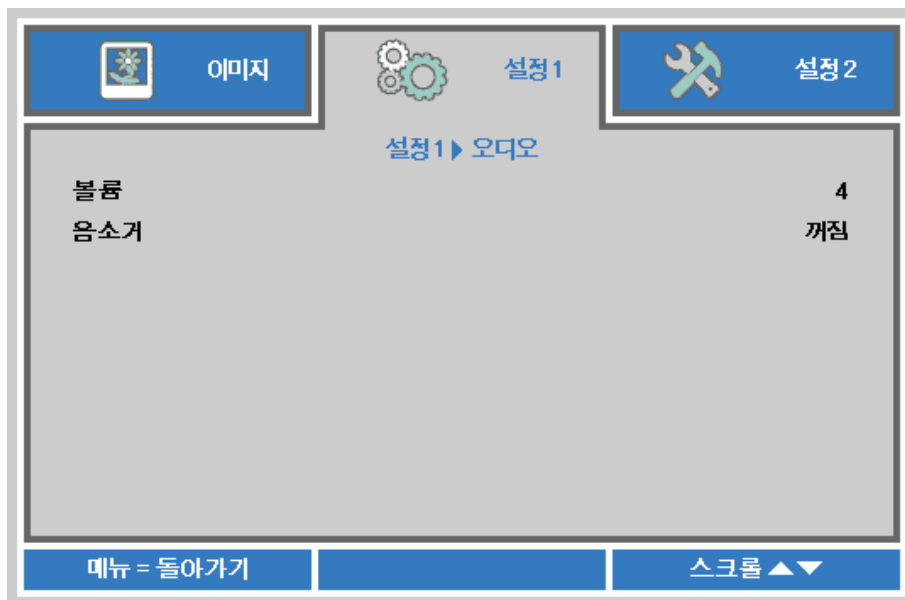 이미지 설정1 설정2
설정1▶오디오
볼륨 4
음소거 꺼짐
메뉴 = 돌아가기 스크롤▲▼